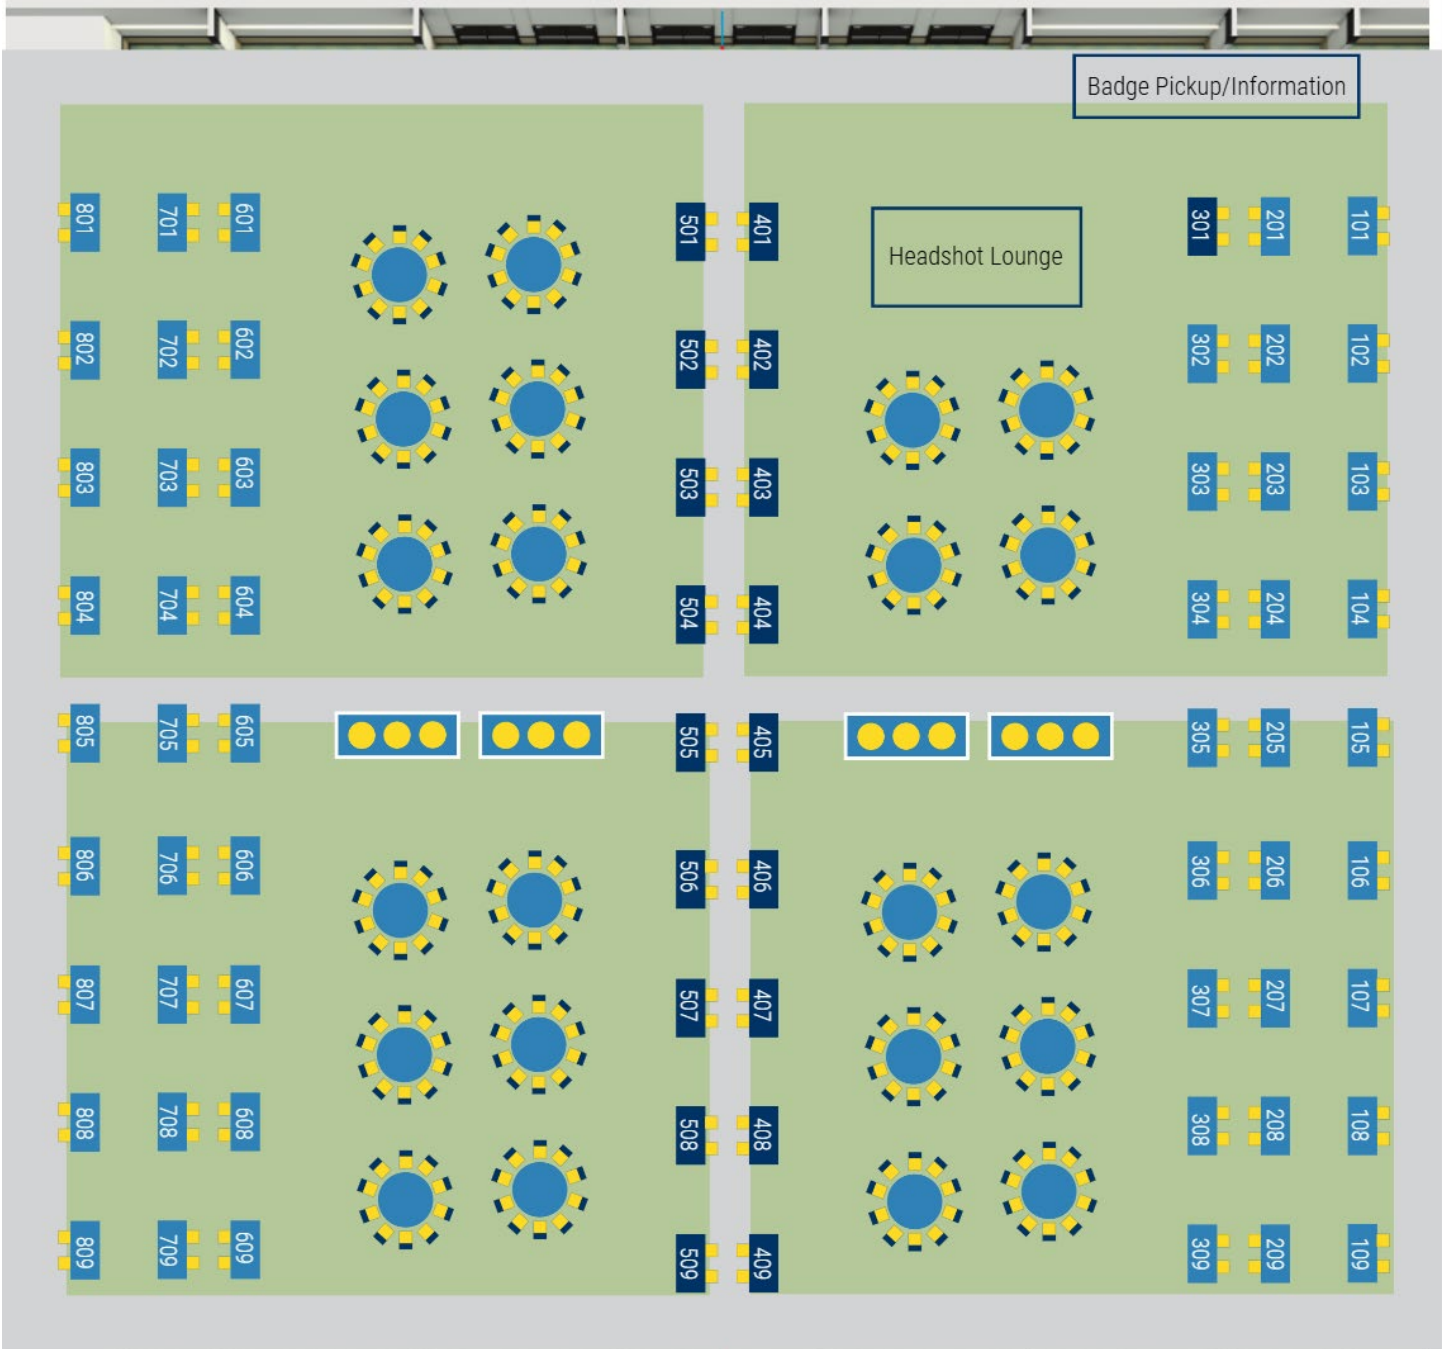 Badge Pickup/Information
Headshot Lounge
801 701 601 501 401 301 201 101
802 702 602 502 402 302 202 102
803 703 603 503 403 303 203 103
804 704 604 504 404 304 204 104
805 705 605 505 405 305 205 105
806 706 606 506 406 306 206 106
807 707 607 507 407 307 207 107
808 708 608 508 408 308 208 108
809 709 609 509 409 309 209 109